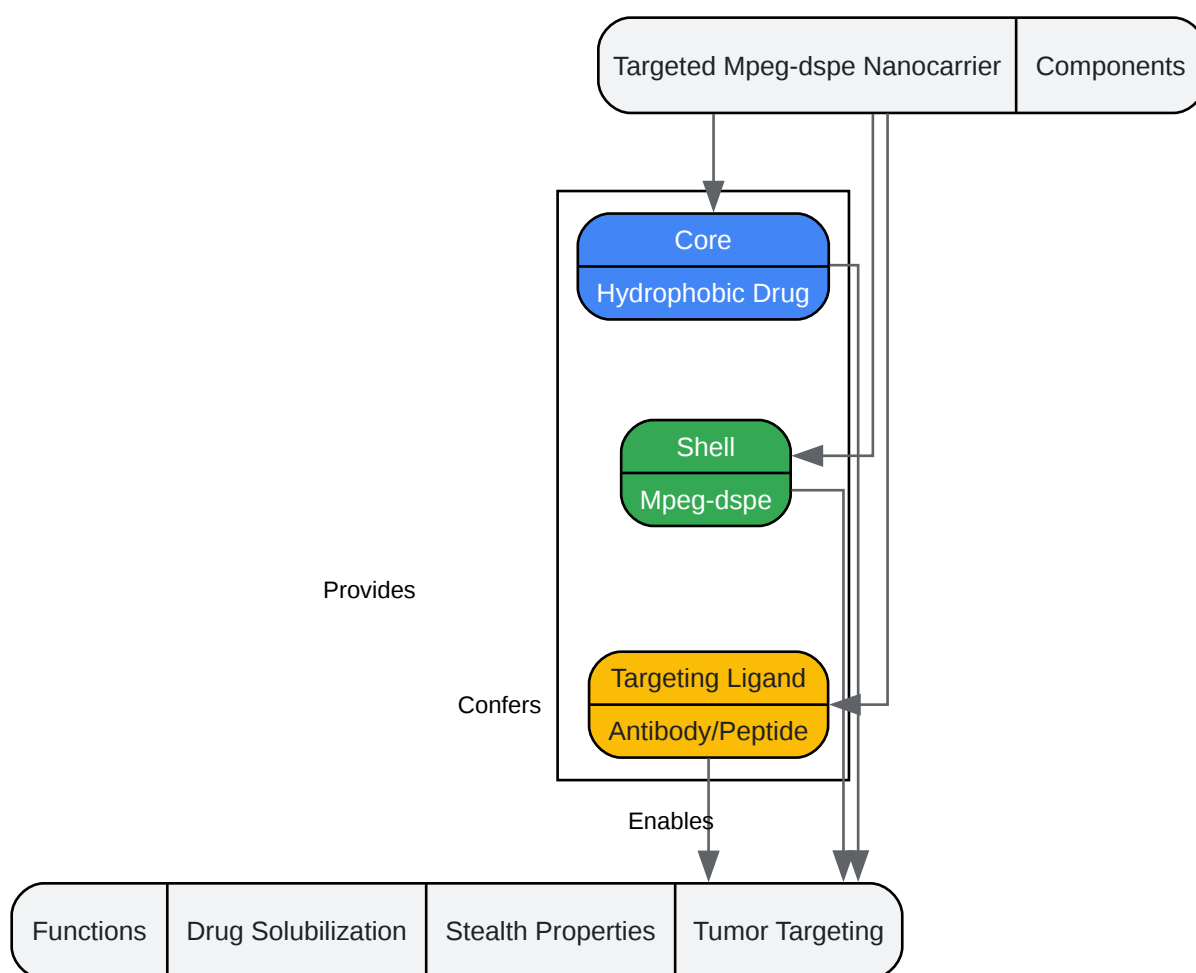 Targeted Mpeg-dspe Nanocarrier
Components
Core
Hydrophobic Drug
Shell
Mpeg-dspe
Provides
Targeting Ligand
Confers
Antibody/Peptide
Enables
Functions
Drug Solubilization
Stealth Properties
Tumor Targeting